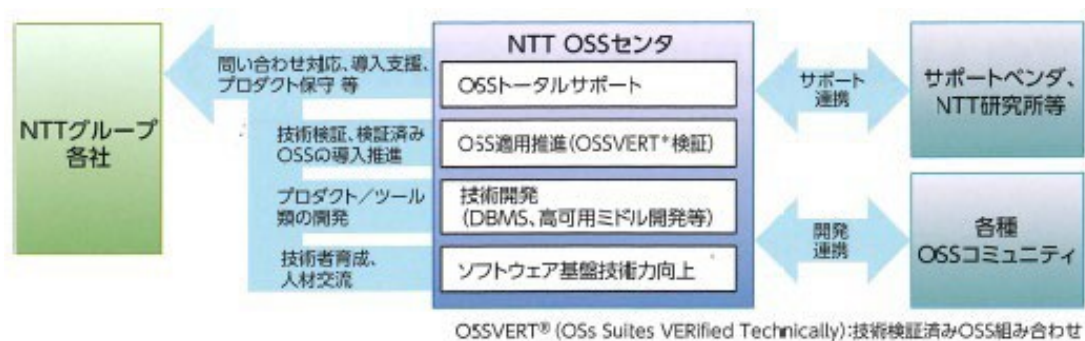 NTTグループ
各社
問い合わせ対応、導入支援、
プロダクト保守 等
技術検証、検証済み
OSSの導入推進
プロダクト／ツール
類の開発
技術者育成、
人材交流
NTT OSSセンタ
OSSトータルサポート
OSS適用推進(OSSVERT*検証)
技術開発
(DBMS、高可用ミドル開発等)
ソフトウェア基盤技術力向上
サポート
連携
開発
連携
サポートベンダ、
NTT研究所等
各種
OSSコミュニティ
OSSVERT® (OSs Suites VERIfied Technically):技術検証済みOSS組み合わせ